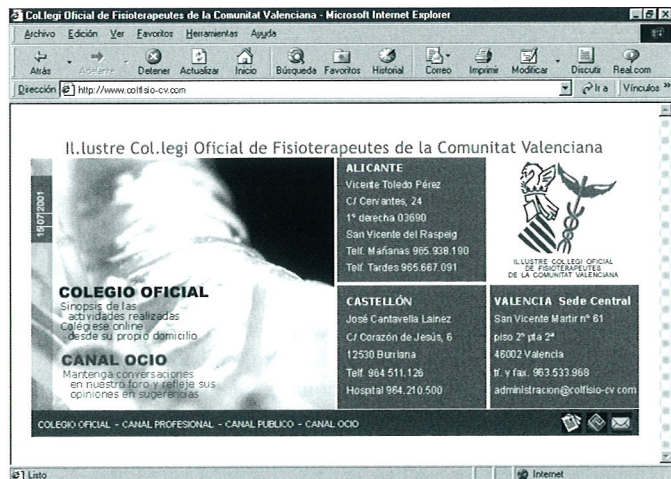 Col.legi Oficial de Fisioterapeutes de la Comunitat Valenciana - Microsoft Internet Explorer
Archivo Edición Ver Favoritos Herramientas Ayuda
Atrás Adelante Detener Actualizar Inicio Búsqueda Favoritos Historial Correo Imprimir Modificar Discutir Real.com
Dirección http://www.colfisio-cv.com Ir a Vínculos »
Il.lustre Col.legi Oficial de Fisioterapeutes de la Comunitat Valenciana
15|07|2001
COLEGIO OFICIAL
Sinopsis de las
actividades realizadas
Colégiese online
desde su propio domicilio
CANAL OCIO
Mantenga conversaciones
en nuestro foro y refleje sus
opiniones en sugerencias
ALICANTE
Vicente Toledo Pérez
C/ Cervantes, 24
1º derecha 03690
San Vicente del Raspeig
Telf. Mañanas 965.938.190
Telf. Tardes 965.667.091
IL.LUSTRE COL.LEGI OFICIAL
DE FISIOTERAPEUTES
DE LA COMUNITAT VALENCIANA
CASTELLÓN
José Cantavella Lainez
C/ Corazón de Jesús, 6
12530 Burriana
Telf. 964 511.126
Hospital 964.210.500
VALENCIA Sede Central
San Vicente Martir nº 61
piso 2º pta 2ª
46002 Valencia
tf. y fax. 963.533.968
administracion@colfisio-cv.com
COLEGIO OFICIAL - CANAL PROFESIONAL - CANAL PUBLICO - CANAL OCIO
Listo
Internet